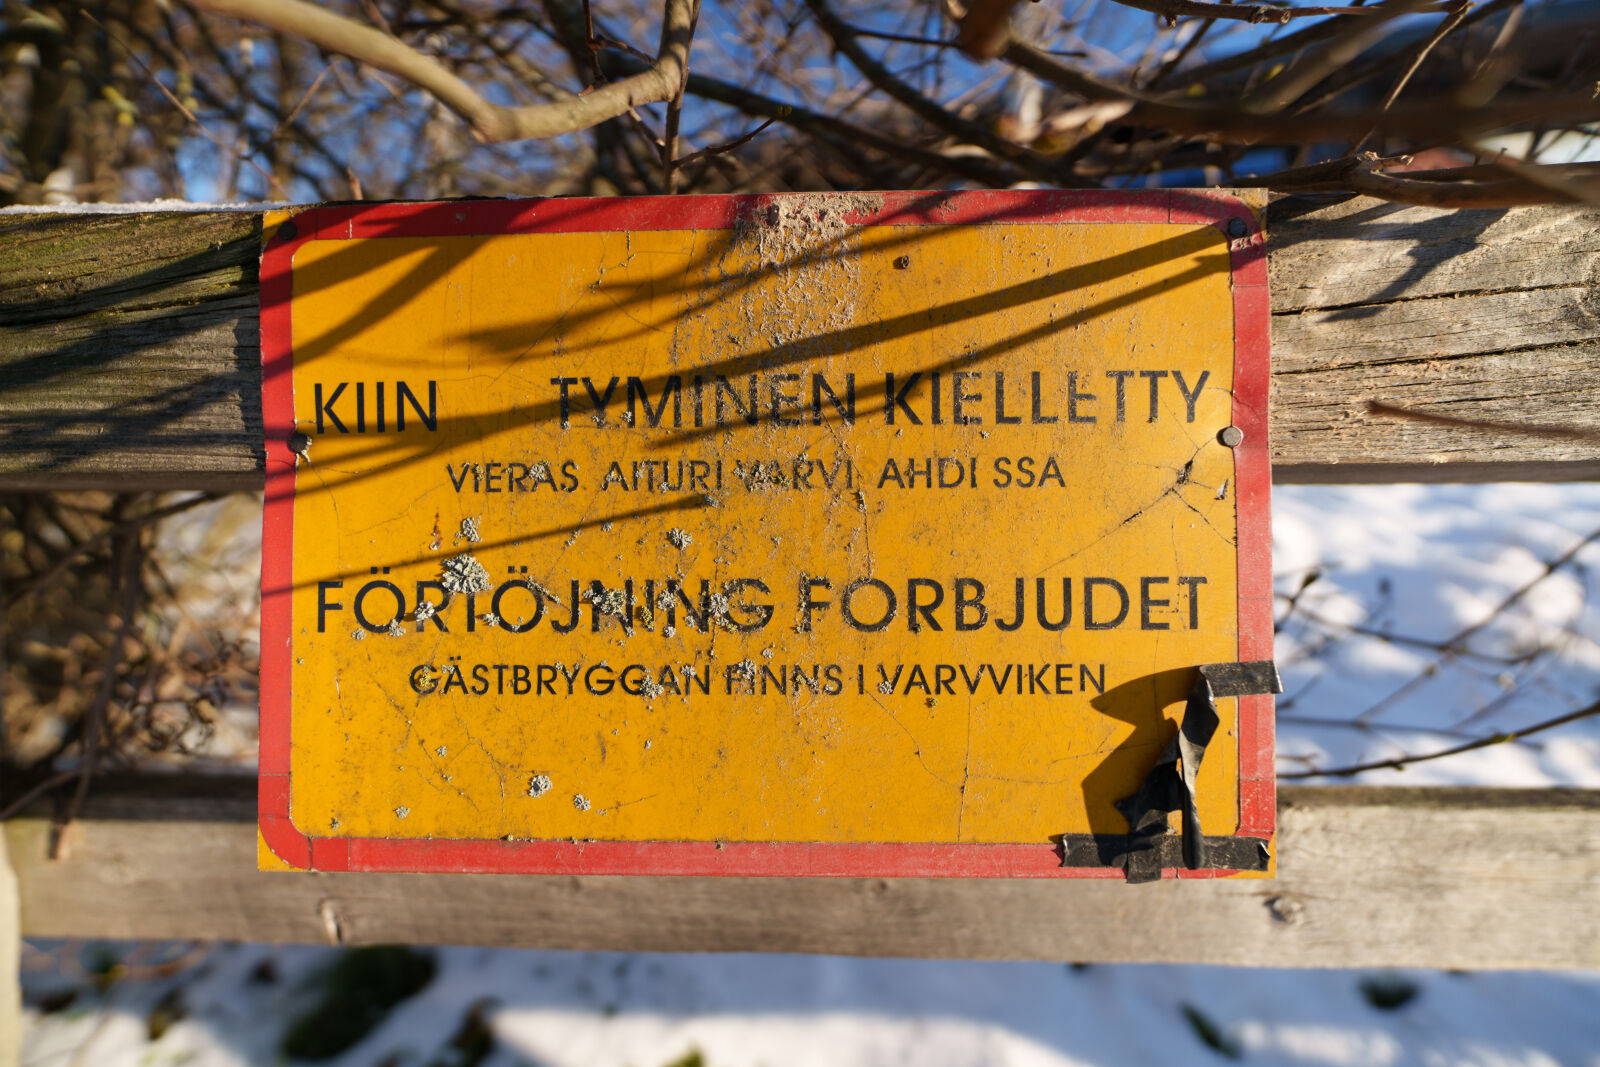 KIIN TYMINEN KIELLETTY
VIERAS AITURI VARVI AHDI SSA
FÖRTÖJNING FORBJUDET
GÄSTBRYGGAN FINNS I VARVVIKEN